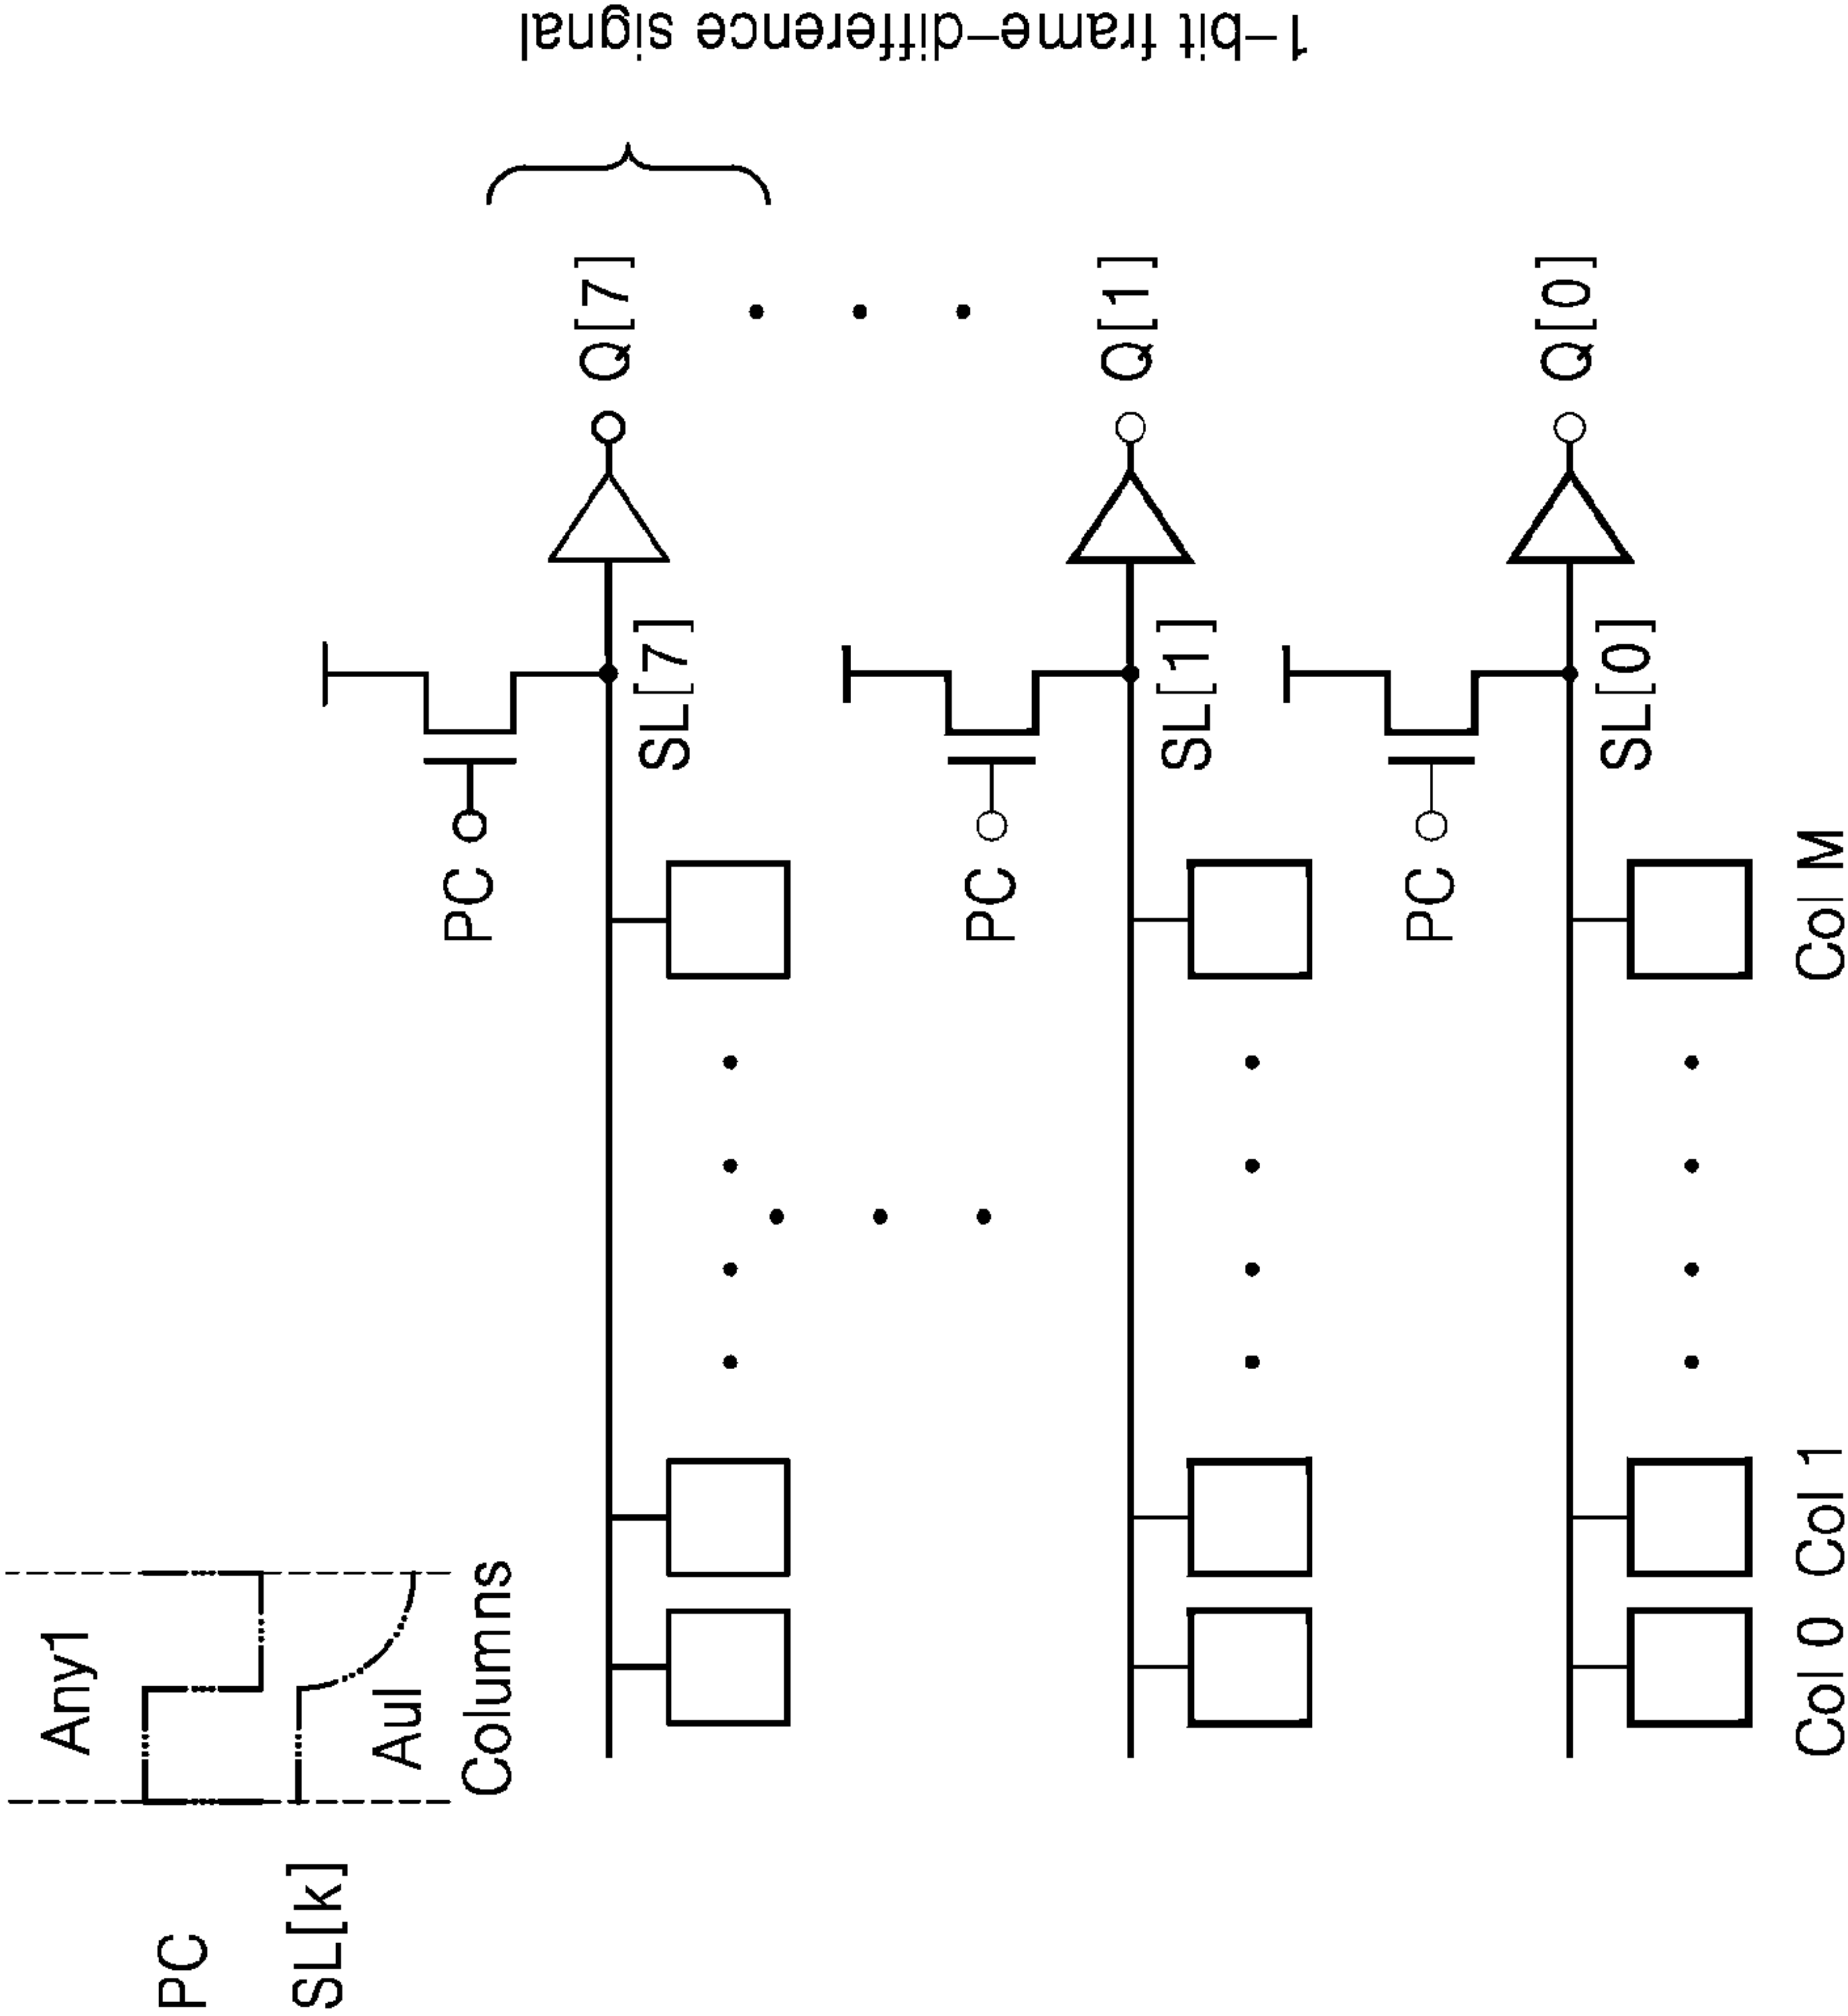 Any1
PC
SL[k]
Aul
Columns
PC
SL[7]
Q[7]
1-bit frame-difference signal
PC
SL[1]
Q[1]
PC
SL[0]
Q[0]
Col 0 Col 1 Col M